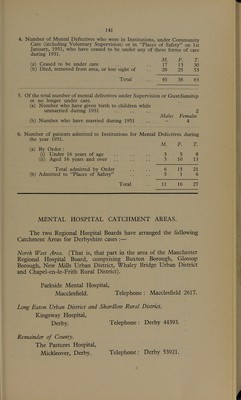 141
4. Number of Mental Defectives who were in Institutions, under Community
Care (including Voluntary Supervision) or in "Places of Safety" on 1st
January, 1951, who have ceased to be under any of these forms of care
during 1951.
M. F. T.
(a) Ceased to be under care 17 13 30
(b) Died, removed from area, or lost sight of 28 25 53
Total 45 38 83
5. Of the total number of mental defectives under Supervision or Guardianship
or no longer under care.
(a) Number who have given birth to children while
unmarried during 1951 2
Males Females
(b) Number who have married during 1951 4
6. Number of patients admitted to Institutions for Mental Defectives during
the year 1951.
M. F. T.
(a) By Order :
(i) Under 16 years of age 3 5 8
(ii) Aged 16 years and over 3 10 13
Total admitted by Order 6 15 21
(b) Admitted to "Places of Safety" 5 1 6
Total 11 16 27
MENTAL HOSPITAL CATCHMENT AREAS.
The two Regional Hospital Boards have arranged the following
Catchment Areas for Derbyshire cases :—
North West Area. (That is, that part in the area of the Manchester
Regional Hospital Board, comprising Buxton Borough, Glossop
Borough, New Mills Urban District, Whaley Bridge Urban District
and Chapel-en-le-Frith Rural District).
Parkside Mental Hospital,
Macclesfield. Telephone : Macclesfield 2617.
Long Eaton Urban District and Shardlow Rural District.
Kingsway Hospital,
Derby. Telephone : Derby 44593.
Remainder of County.
The Pastures Hospital,
Mickleover, Derby. Telephone : Derby 53921.